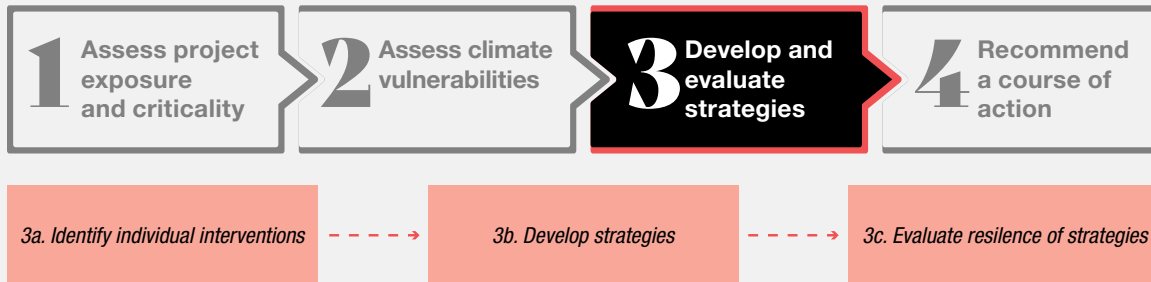 1 Assess project
exposure
and criticality
2 Assess climate
vulnerabilities
3 Develop and
evaluate
strategies
4 Recommend
a course of
action
3a. Identify individual interventions
3b. Develop strategies
3c. Evaluate resilence of strategies